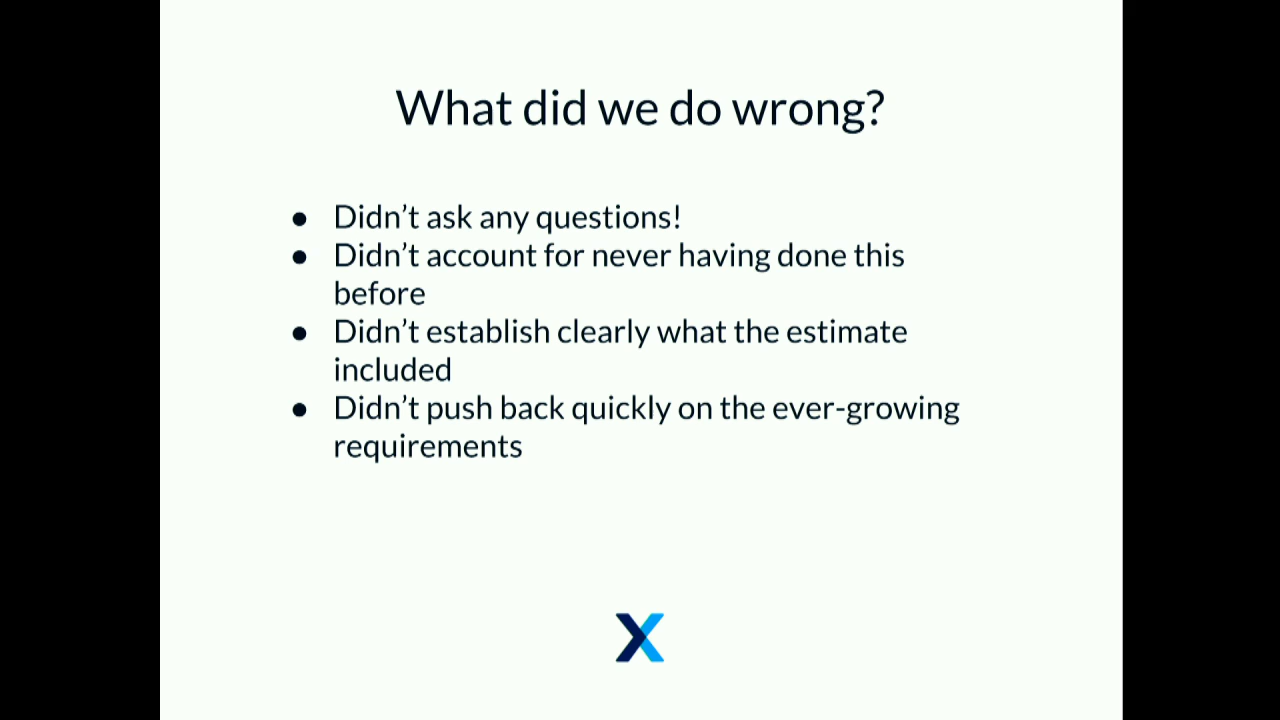 What did we do wrong?
● Didn’t ask any questions!
● Didn’t account for never having done this
before
● Didn’t establish clearly what the estimate
included
● Didn’t push back quickly on the ever-growing
requirements